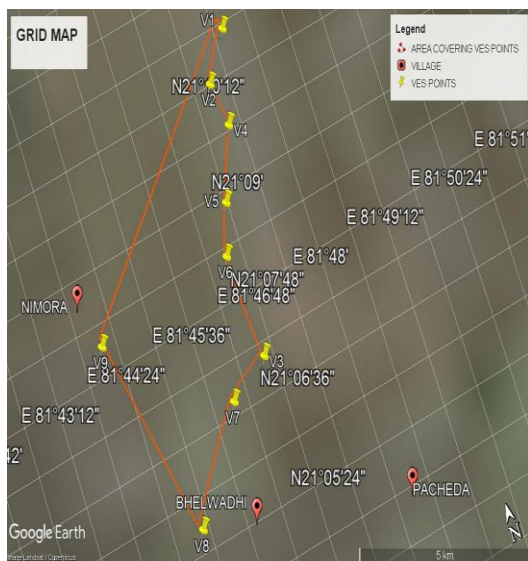 GRID MAP
V1
Legend
AREA COVERING VES POINTS
VILLAGE
VES POINTS
N21°10'12"
V2
V4
E 81°51'
E 81°50'24"
N21°09'
V5
E 81°49'12"
E 81°48'
V6
N21°07'48"
E 81°46'48"
NIMORA
E 81°45'36"
V9
V3
E 81°44'24"
N21°06'36"
V7
E 81°43'12"
42'
N21°05'24"
PACHEDA
BHELWADHI
V8
Google Earth
Image Landsat / Copernicus
N
5 km